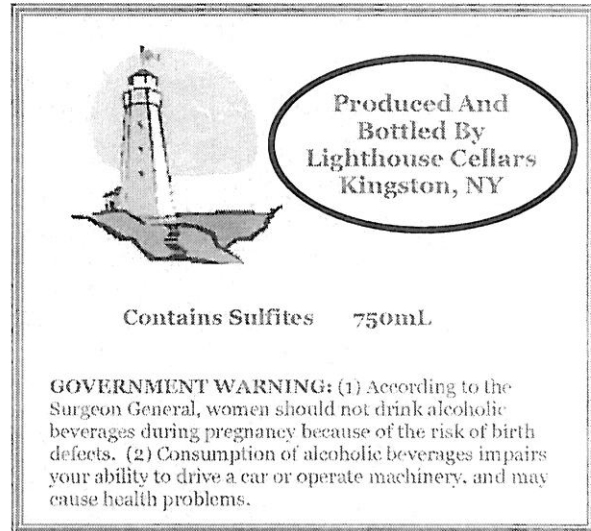 Produced And
Bottled By
Lighthouse Cellars
Kingston, NY
Contains Sulfites 750mL
GOVERNMENT WARNING: (1) According to the
Surgeon General, women should not drink alcoholic
beverages during pregnancy because of the risk of birth
defects. (2) Consumption of alcoholic beverages impairs
your ability to drive a car or operate machinery, and may
cause health problems.